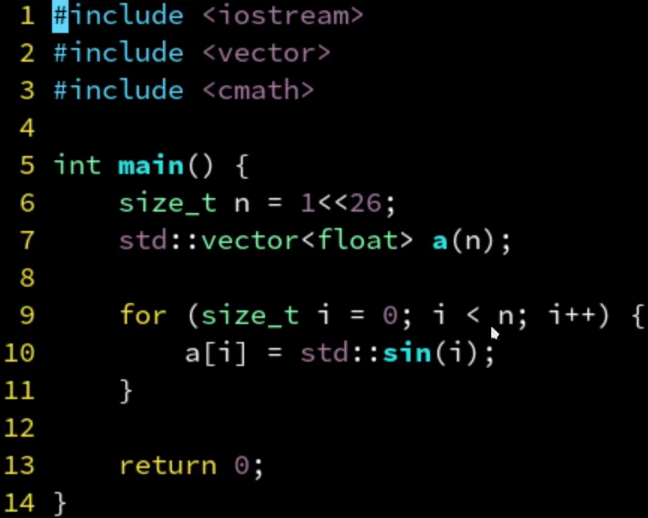 1 #include <iostream>
2 #include <vector>
3 #include <cmath>
4
5 int main() {
6     size_t n = 1<<26;
7     std::vector<float> a(n);
8
9     for (size_t i = 0; i < n; i++) {
10         a[i] = std::sin(i);
11     }
12
13     return 0;
14 }